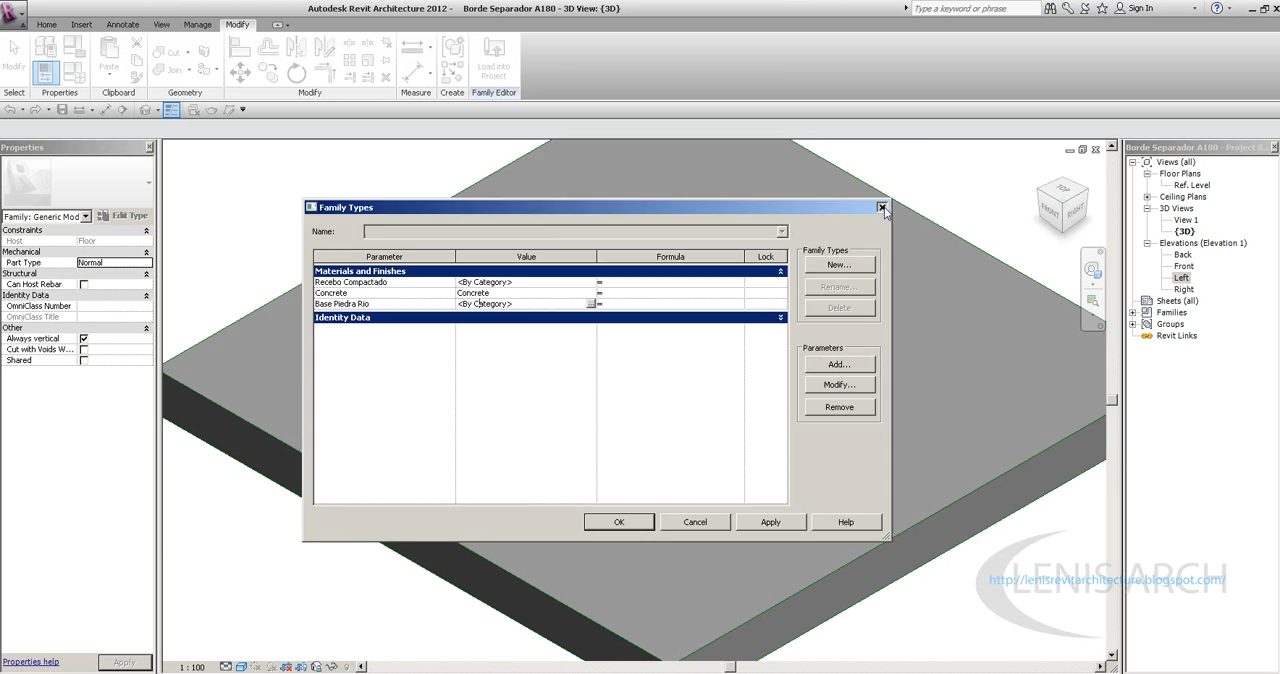 Autodesk Revit Architecture 2012 - Borde Separador A180 - 3D View: {3D}
Type a keyword or phrase
Sign In
Home Insert Annotate View Manage Modify
Modify
Paste
Cut
Join
Load into
Project
Select Properties Clipboard Geometry Modify Measure Create Family Editor
Properties
Family: Generic Mod
Edit Type
Constraints
Host Floor
Mechanical
Part Type Normal
Structural
Can Host Rebar
Identity Data
OmniClass Number
OmniClass Title
Other
Always vertical
Cut with Voids W...
Shared
Properties help
Apply
Family Types
Name:
Parameter Value Formula Lock
Materials and Finishes
Recebo Compactado <By Category> =
Concrete Concrete =
Base Piedra Rio <By Category> =
Identity Data
Family Types
New...
Rename...
Delete
Parameters
Add...
Modify...
Remove
OK Cancel Apply Help
TOP
FRONT
RIGHT
Borde Separador A180 - Project B...
Views (all)
Floor Plans
Ref. Level
Ceiling Plans
3D Views
View 1
{3D}
Elevations (Elevation 1)
Back
Front
Left
Right
Sheets (all)
Families
Groups
Revit Links
LENIS ARCH
http://lenisrevitarchitecture.blogspot.com/
1 : 100